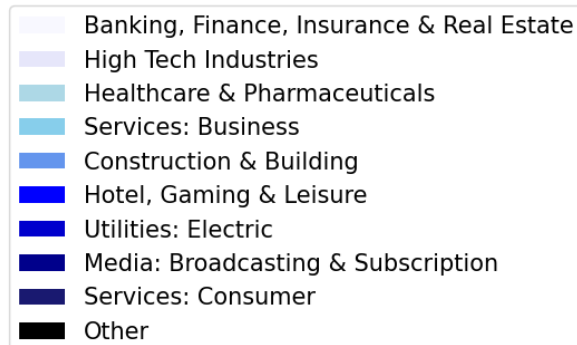 Banking, Finance, Insurance & Real Estate
High Tech Industries
Healthcare & Pharmaceuticals
Services: Business
Construction & Building
Hotel, Gaming & Leisure
Utilities: Electric
Media: Broadcasting & Subscription
Services: Consumer
Other